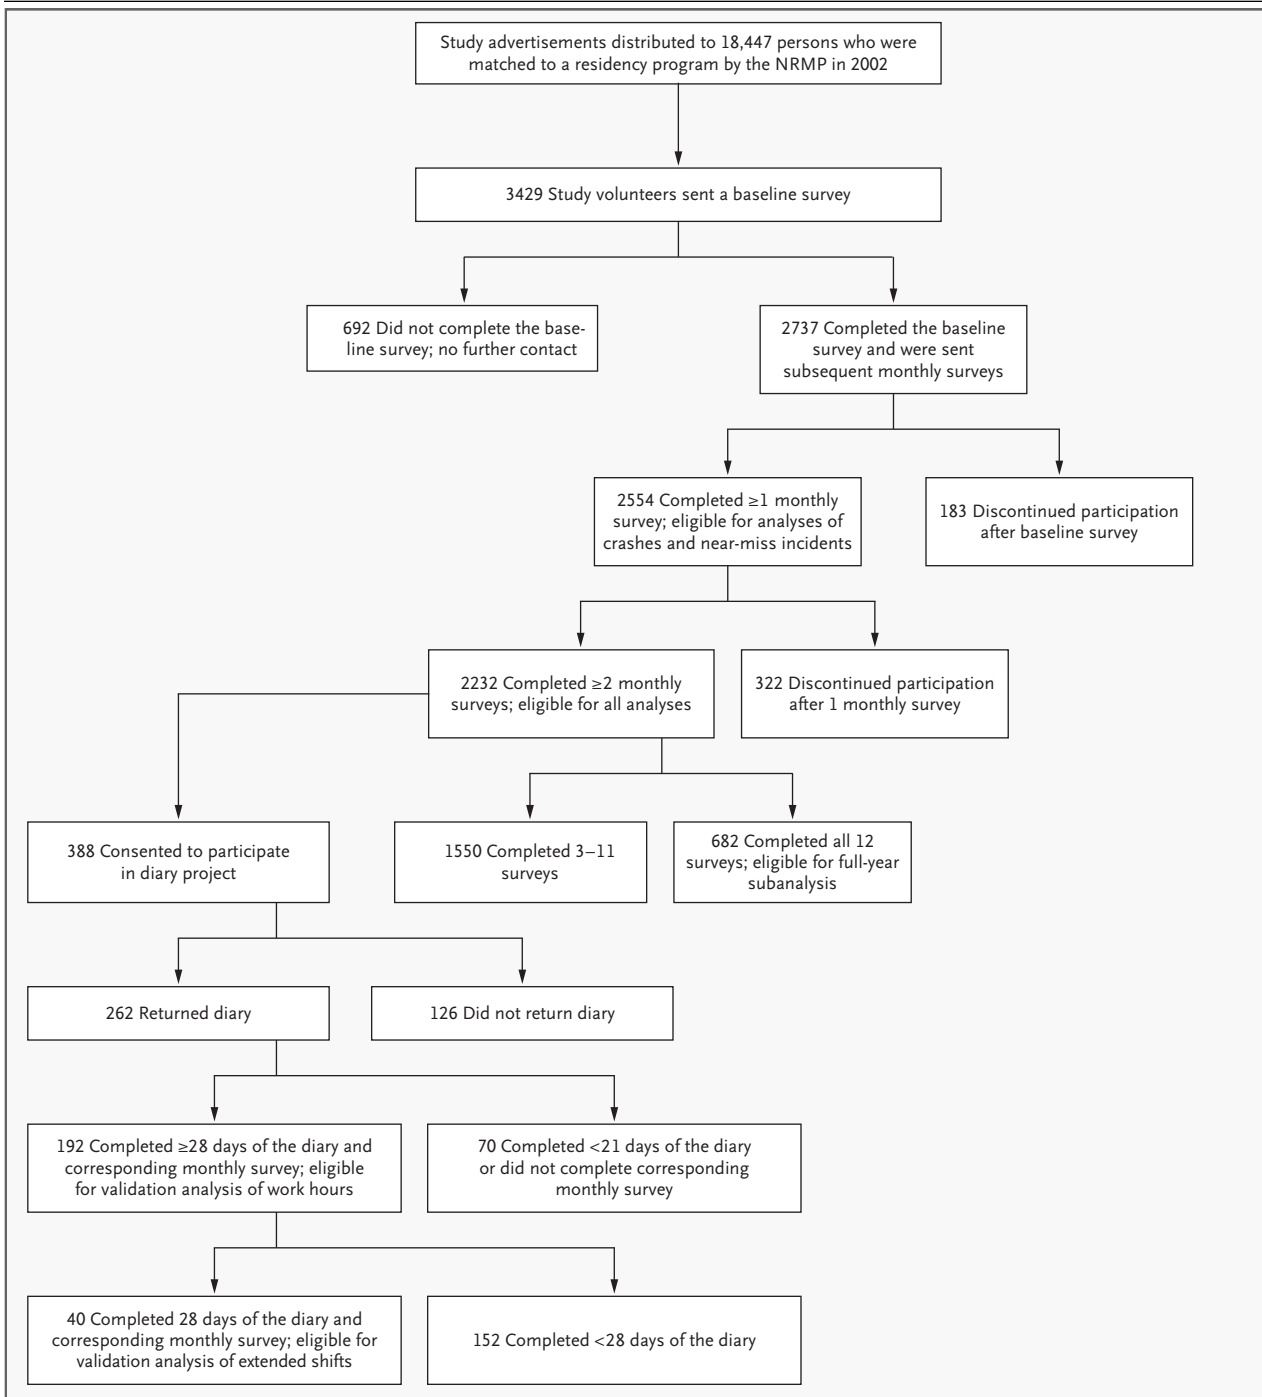 Study advertisements distributed to 18,447 persons who were
matched to a residency program by the NRMP in 2002
3429 Study volunteers sent a baseline survey
692 Did not complete the base-
line survey; no further contact
2737 Completed the baseline
survey and were sent
subsequent monthly surveys
2554 Completed ≥1 monthly
survey; eligible for analyses of
crashes and near-miss incidents
183 Discontinued participation
after baseline survey
2232 Completed ≥2 monthly
surveys; eligible for all analyses
322 Discontinued participation
after 1 monthly survey
388 Consented to participate
in diary project
1550 Completed 3–11
surveys
682 Completed all 12
surveys; eligible for full-year
subanalysis
262 Returned diary
126 Did not return diary
192 Completed ≥28 days of the diary and
corresponding monthly survey; eligible
for validation analysis of work hours
70 Completed <21 days of the diary
or did not complete corresponding
monthly survey
40 Completed 28 days of the diary and
corresponding monthly survey; eligible for
validation analysis of extended shifts
152 Completed <28 days of the diary